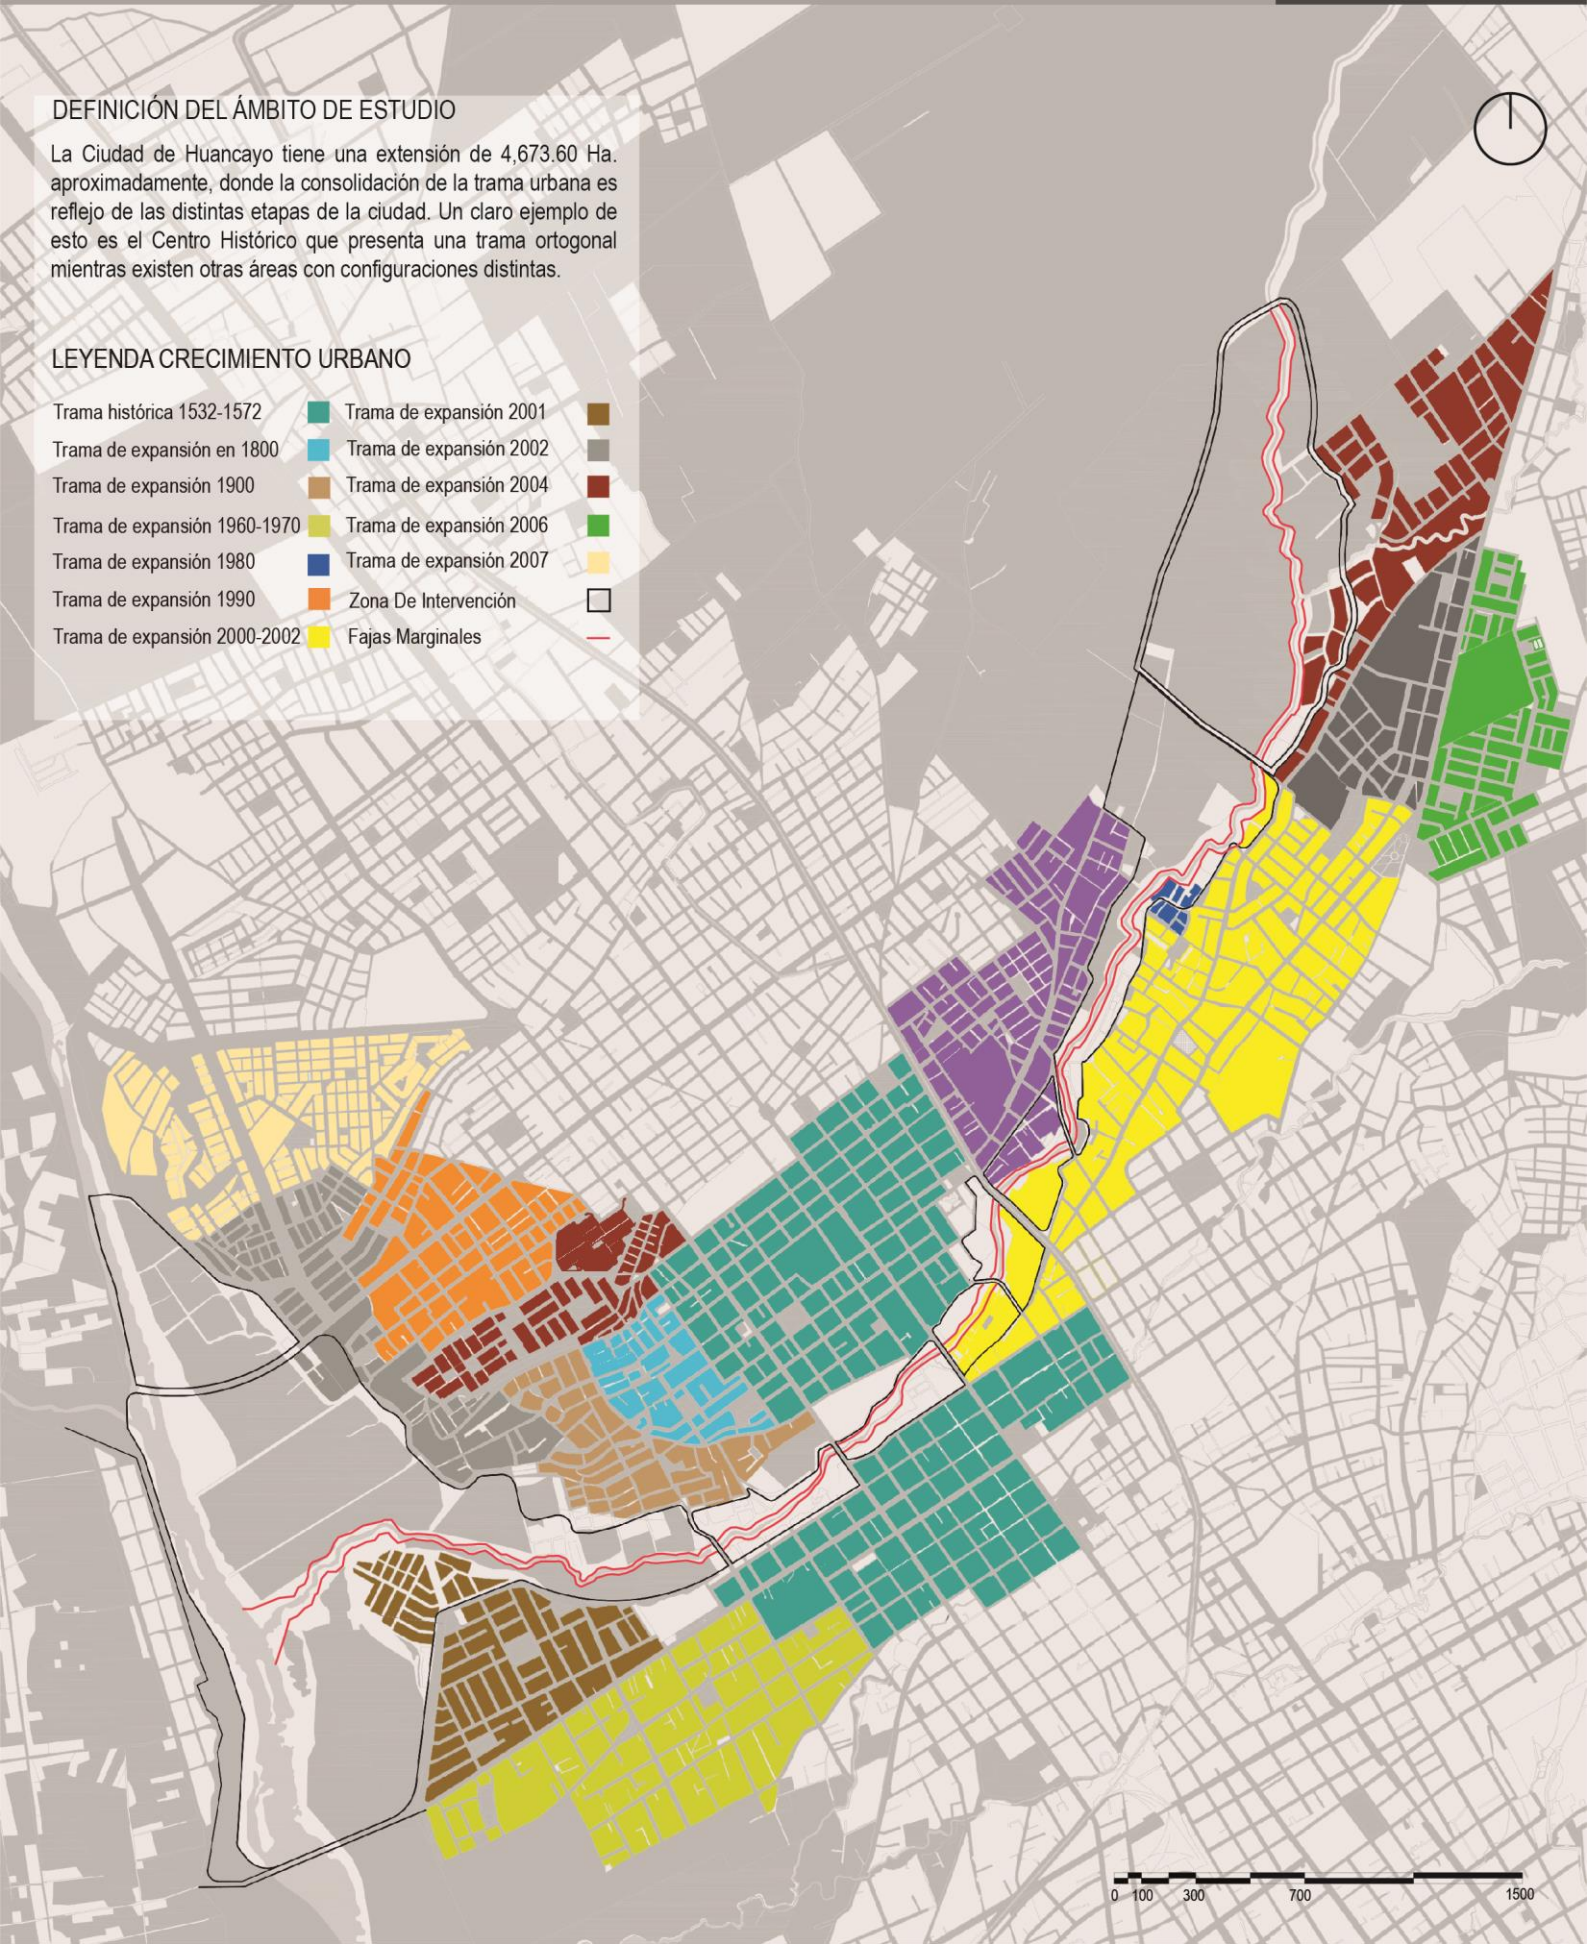 DEFINICIÓN DEL ÁMBITO DE ESTUDIO
La Ciudad de Huancayo tiene una extensión de 4,673.60 Ha.
aproximadamente, donde la consolidación de la trama urbana es
reflejo de las distintas etapas de la ciudad. Un claro ejemplo de
esto es el Centro Histórico que presenta una trama ortogonal
mientras existen otras áreas con configuraciones distintas.
LEYENDA CRECIMIENTO URBANO
Trama histórica 1532-1572
Trama de expansión en 1800
Trama de expansión 1900
Trama de expansión 1960-1970
Trama de expansión 1980
Trama de expansión 1990
Trama de expansión 2000-2002
Trama de expansión 2001
Trama de expansión 2002
Trama de expansión 2004
Trama de expansión 2006
Trama de expansión 2007
Zona De Intervención
Fajas Marginales
0 100 300 700 1500